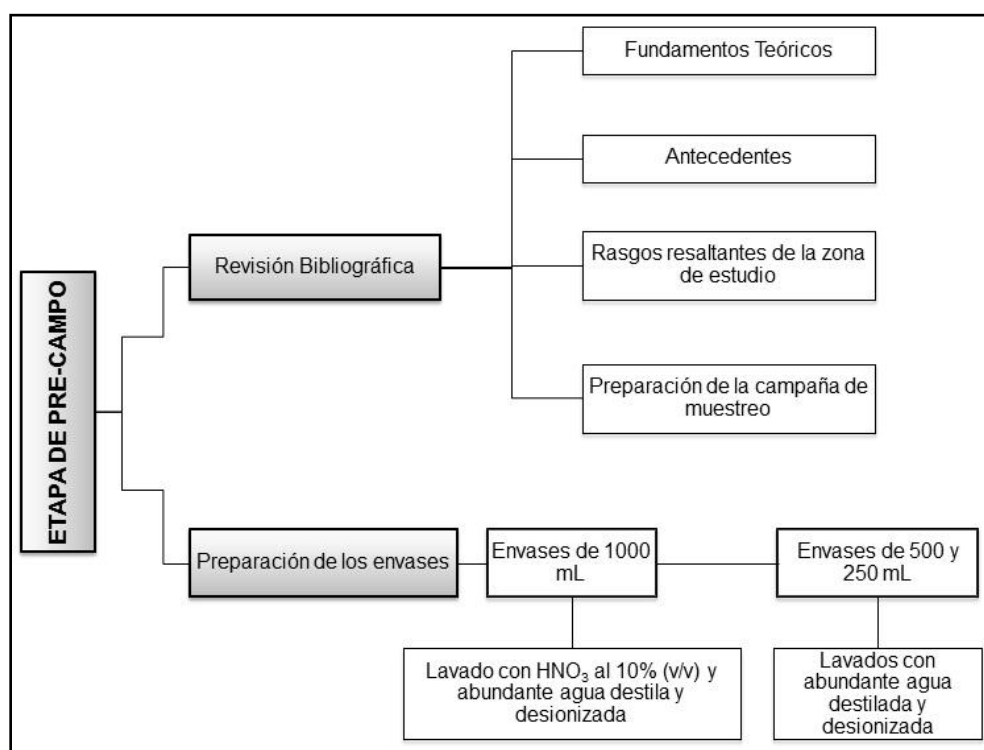 ETAPA DE PRE-CAMPO
Revisión Bibliográfica
Fundamentos Teóricos
Antecedentes
Rasgos resaltantes de la zona
de estudio
Preparación de la campaña de
muestreo
Preparación de los envases
Envases de 1000
mL
Envases de 500 y
250 mL
Lavado con HNO₃ al 10% (v/v) y
abundante agua destila y
desionizada
Lavados con
abundante agua
destilada y
desionizada